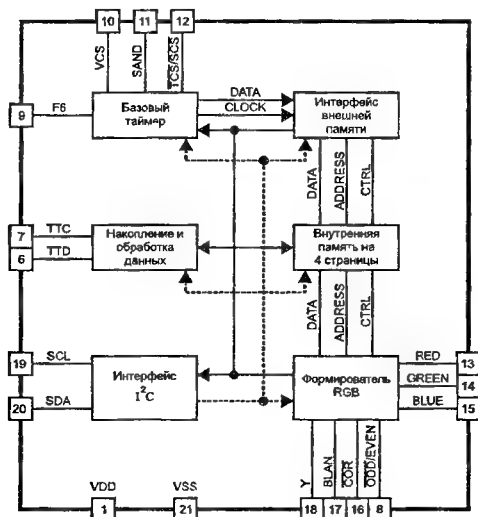 10
11
12
VCS
SAND
TCS/SCS
9
F6
Базовый таймер
DATA
CLOCK
Интерфейс внешней памяти
DATA
ADDRESS
CTRL
7
TTC
6
TTD
Накопление и обработка данных
Внутренняя память на 4 страницы
DATA
ADDRESS
CTRL
19
SCL
20
SDA
Интерфейс I²C
Формирователь RGB
RED
13
GREEN
14
BLUE
15
Y
BLAN
COR
ODD/EVEN
VDD
VSS
1
21
18
17
16
8